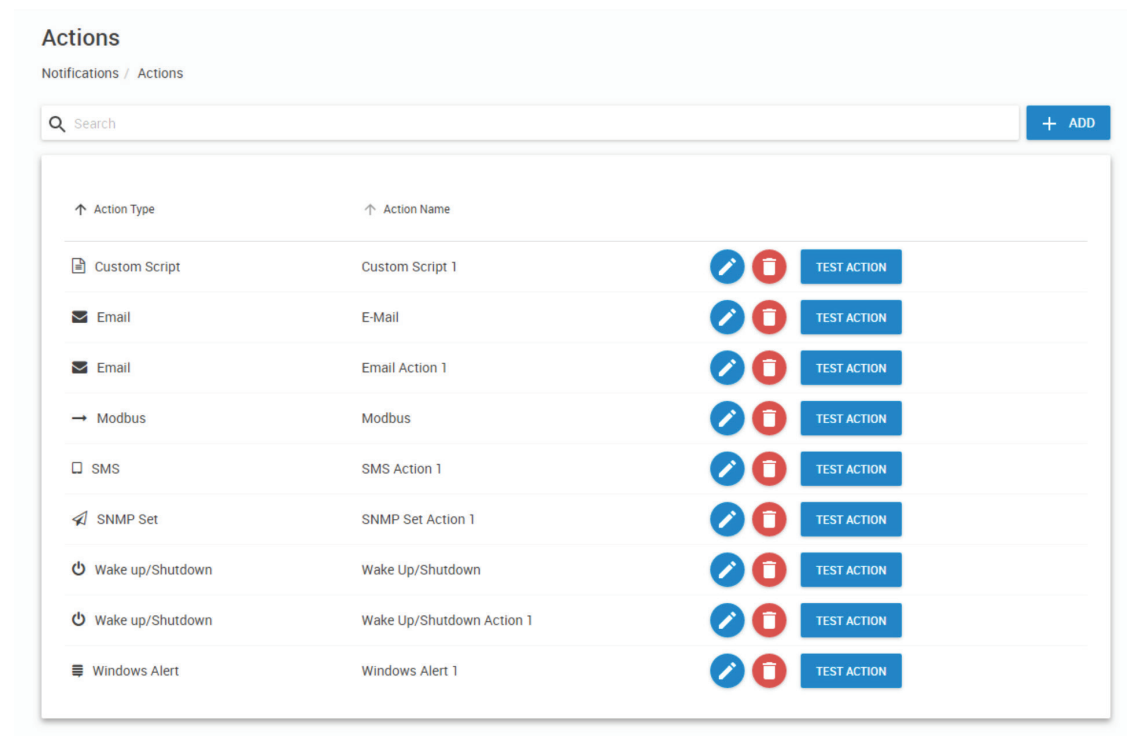 Actions
Notifications / Actions
Search
+ ADD
Action Type Action Name
Custom Script Custom Script 1 TEST ACTION
Email E-Mail TEST ACTION
Email Email Action 1 TEST ACTION
Modbus Modbus TEST ACTION
SMS SMS Action 1 TEST ACTION
SNMP Set SNMP Set Action 1 TEST ACTION
Wake up/Shutdown Wake Up/Shutdown TEST ACTION
Wake up/Shutdown Wake Up/Shutdown Action 1 TEST ACTION
Windows Alert Windows Alert 1 TEST ACTION